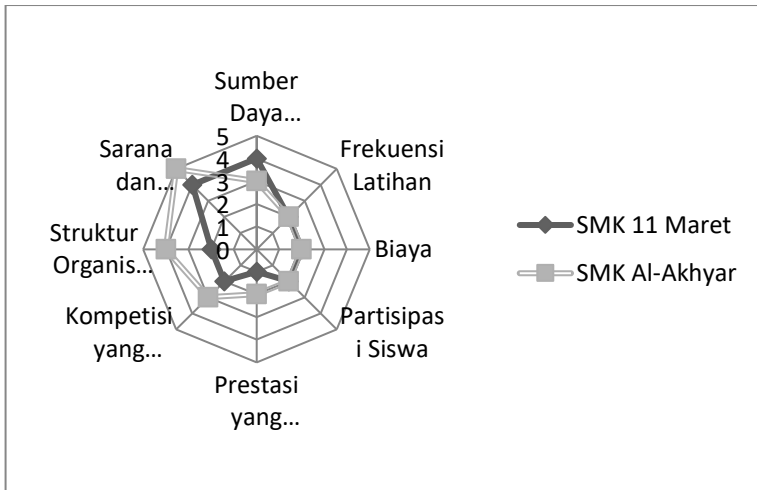 Sumber
Daya...
Frekuensi
Latihan
Biaya
Partisipas
i Siswa
Prestasi
yang...
Kompetisi
yang...
Struktur
Organis...
Sarana
dan...
5
4
3
2
1
0
SMK 11 Maret
SMK Al-Akhyar